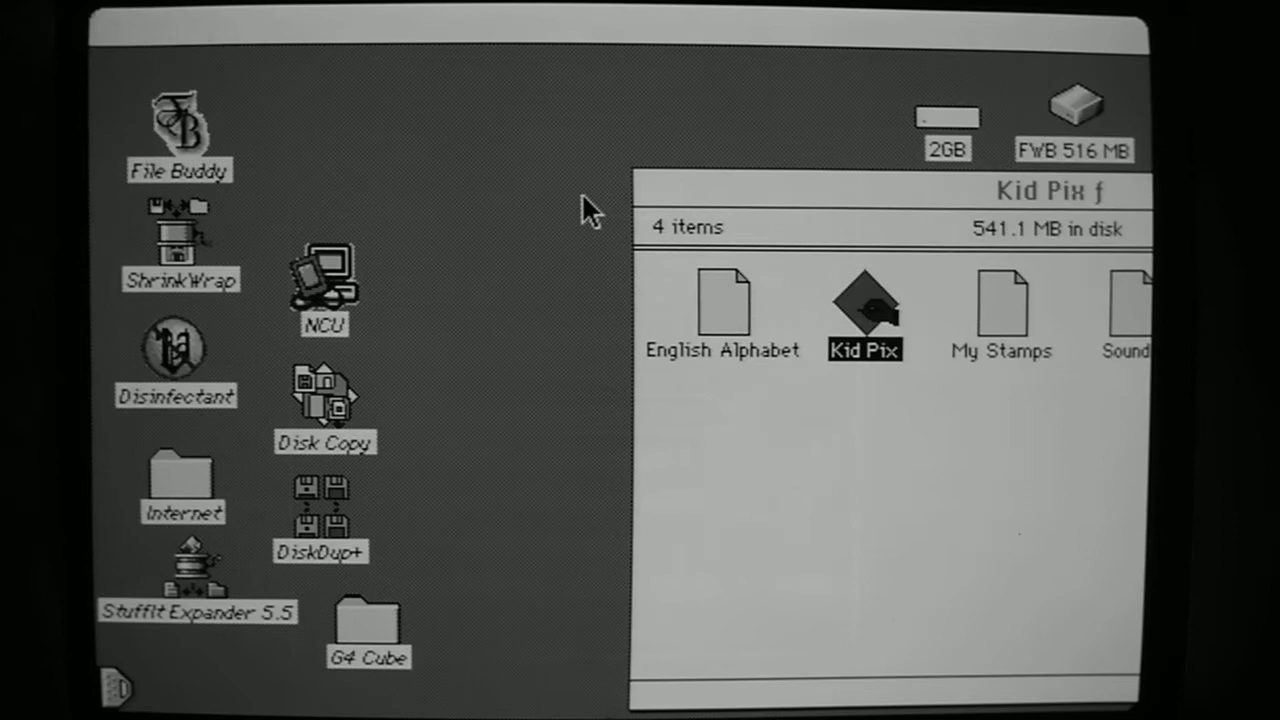 File Buddy
ShrinkWrap
Disinfectant
Internet
StuffIt Expander 5.5
NCU
Disk Copy
DiskDup+
G4 Cube
2GB
FWB 516 MB
Kid Pix ƒ
4 items
541.1 MB in disk
English Alphabet
Kid Pix
My Stamps
Sound